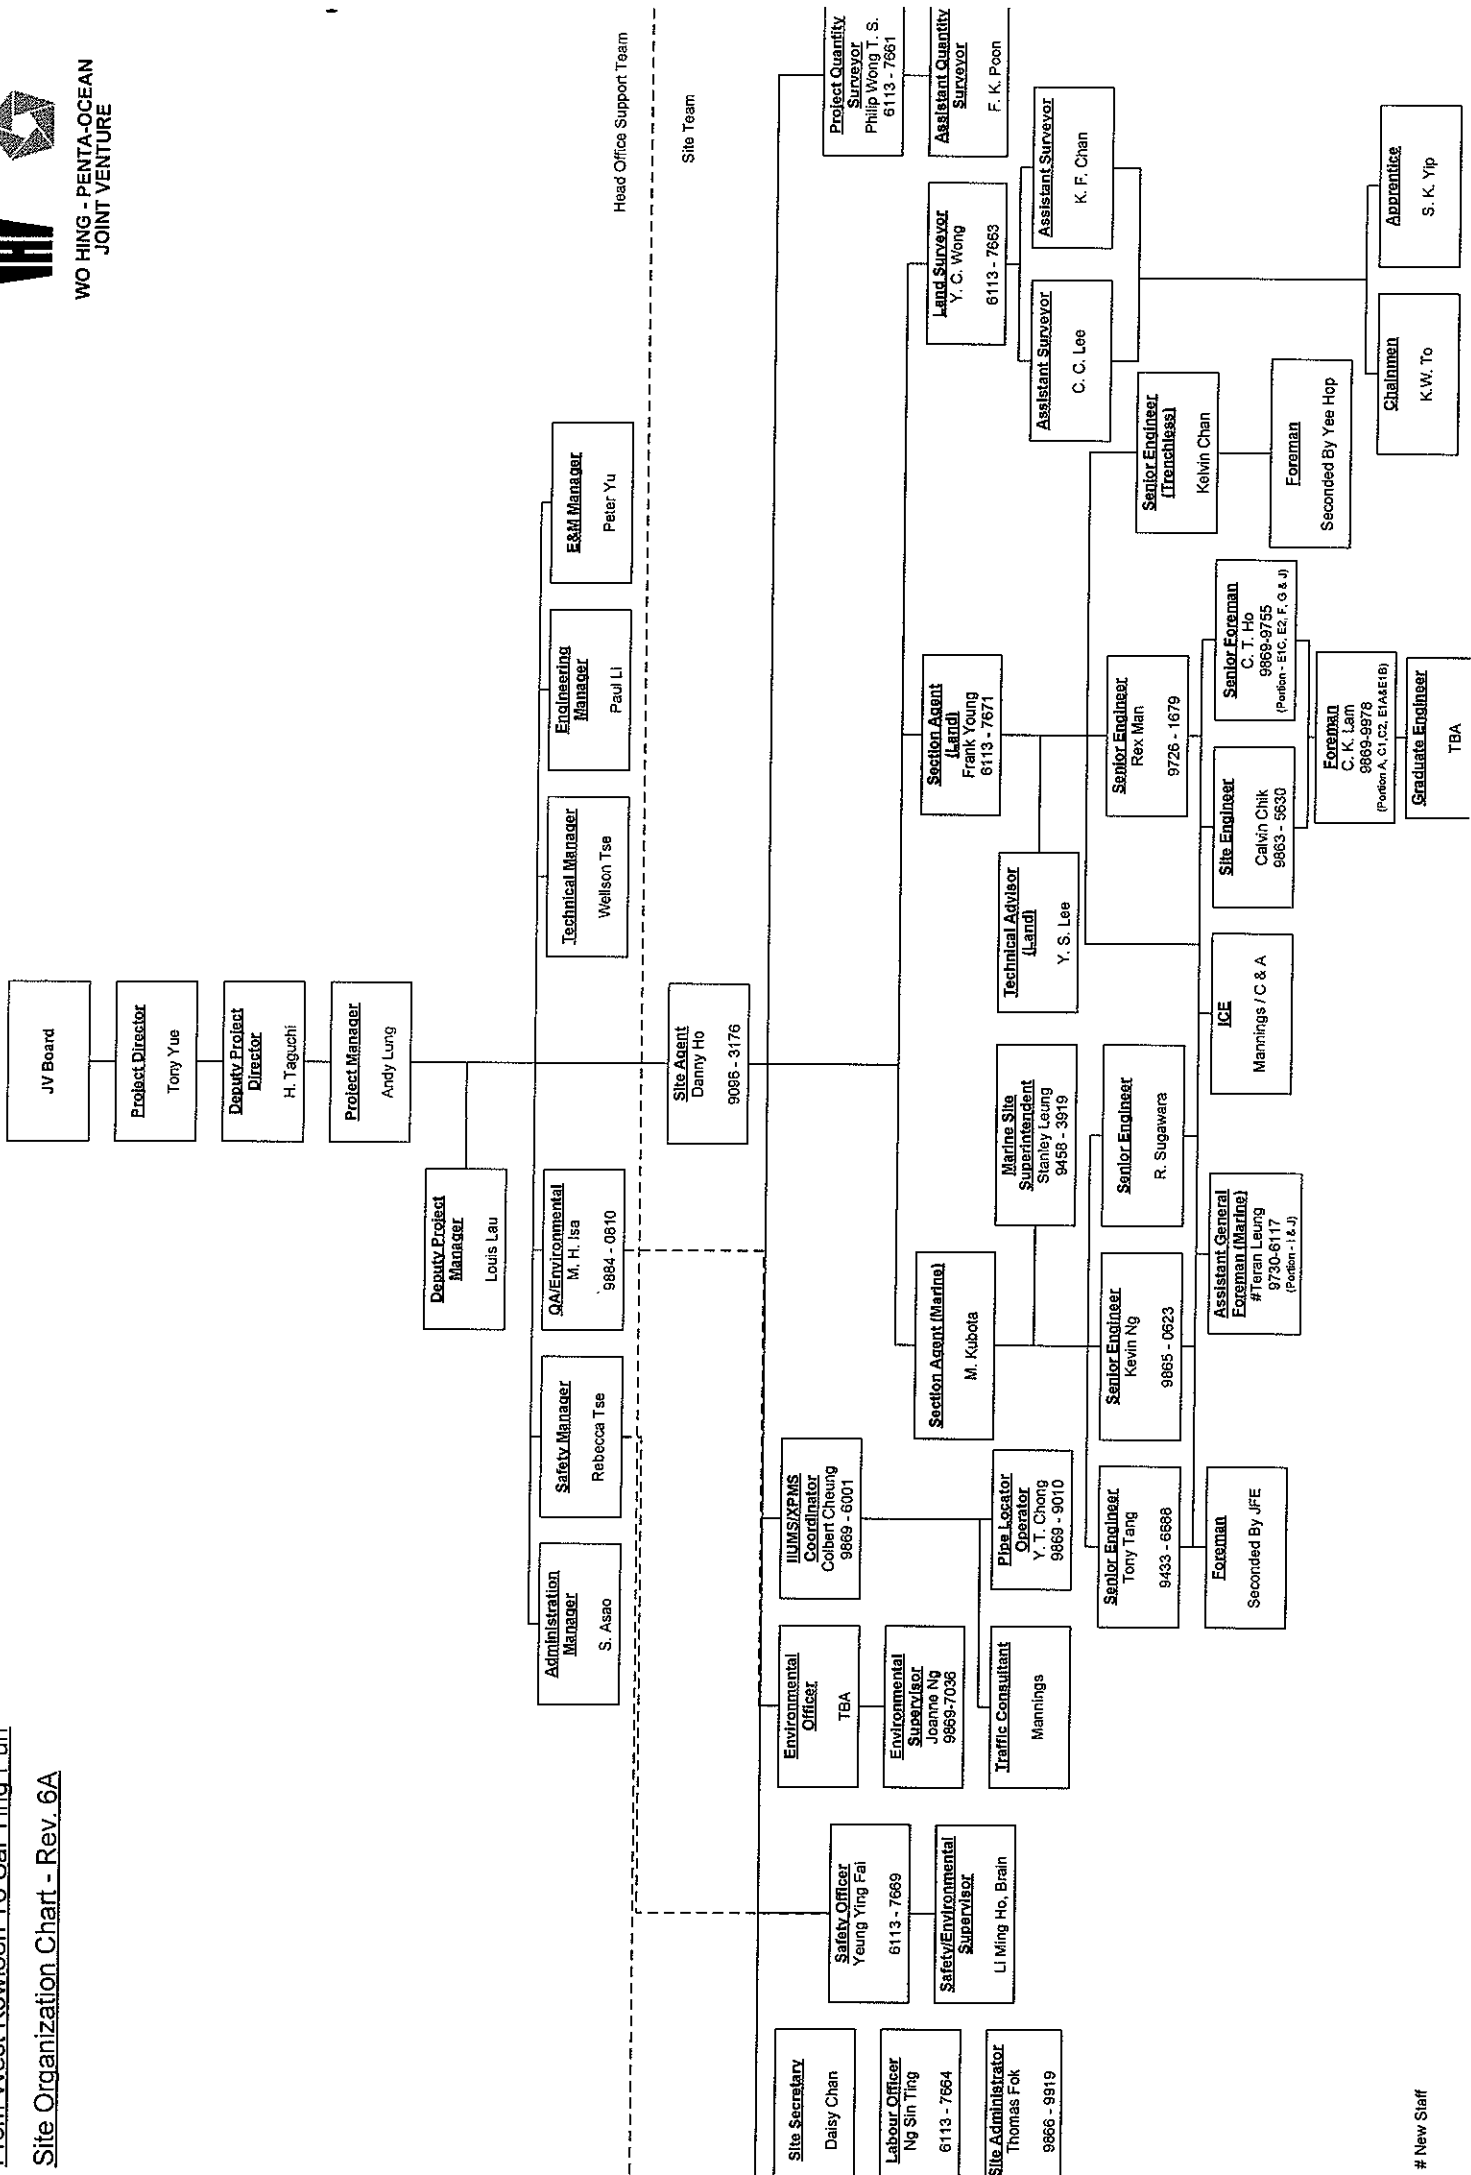 Site Organization Chart - Rev. 6A
WO HING - PENTA-OCEAN
JOINT VENTURE
JV Board
Project Director
Tony Yue
Deputy Project
Director
H. Taguchi
Project Manager
Andy Lung
Deputy Project
Manager
Louis Lau
Administration
Manager
S. Asao
Safety Manager
Rebecca Tse
QA/Environmental
M. H. Isa
9884 - 0810
Technical Manager
Wellson Tse
Engineering
Manager
Paul Li
E&M Manager
Peter Yu
Head Office Support Team
Site Team
Site Agent
Danny Ho
9096 - 3176
Site Secretary
Daisy Chan
Labour Officer
Ng Sin Ting
6113 - 7664
Site Administrator
Thomas Fok
9866 - 9919
Safety Officer
Yeung Ying Fai
6113 - 7669
Safety/Environmental
Supervisor
Li Ming Ho, Brain
Environmental
Officer
TBA
Environmental
Supervisor
Joanne Ng
9869-7036
IIUMS/XPMS
Coordinator
Colbert Cheung
9869 - 6001
Traffic Consultant
Mannings
Pipe Locator
Operator
Y. T. Chong
9869 - 9010
Project Quantity
Surveyor
Philip Wong T. S.
6113 - 7661
Assistant Quantity
Surveyor
F. K. Poon
Section Agent (Marine)
M. Kubota
Marine Site
Superintendent
Stanley Leung
9458 - 3919
Senior Engineer
Tony Tang
9433 - 6688
Senior Engineer
Kevin Ng
9865 - 0623
Senior Engineer
R. Sugawara
Foreman
Seconded By JFE
Assistant General
Foreman (Marine)
#Teran Leung
9730-6117
(Portion - I & J)
ICE
Mannings / C & A
Section Agent
(Land)
Frank Young
6113 - 7671
Technical Advisor
(Land)
Y. S. Lee
Senior Engineer
Rex Man
9726 - 1679
Senior Engineer
(Trenchless)
Kelvin Chan
Foreman
Seconded By Yee Hop
Site Engineer
Calvin Chik
9863 - 5630
Senior Foreman
C. T. Ho
9869-9755
(Portion - E1C, E2, F, G & J)
Foreman
C. K. Lam
9869-9978
(Portion A, C1,C2, E1A&E1B)
Graduate Engineer
TBA
Land Surveyor
Y. C. Wong
6113 - 7663
Assistant Surveyor
C. C. Lee
Assistant Surveyor
K. F. Chan
Chainmen
K.W. To
Apprentice
S. K. Yip
# New Staff